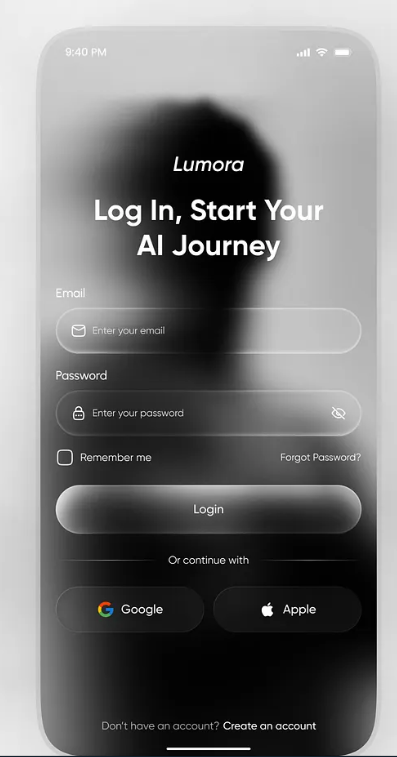 9:40 PM
Lumora
Log In, Start Your
AI Journey
Email
Enter your email
Password
Enter your password
Remember me Forgot Password?
Login
Or continue with
Google Apple
Don't have an account? Create an account